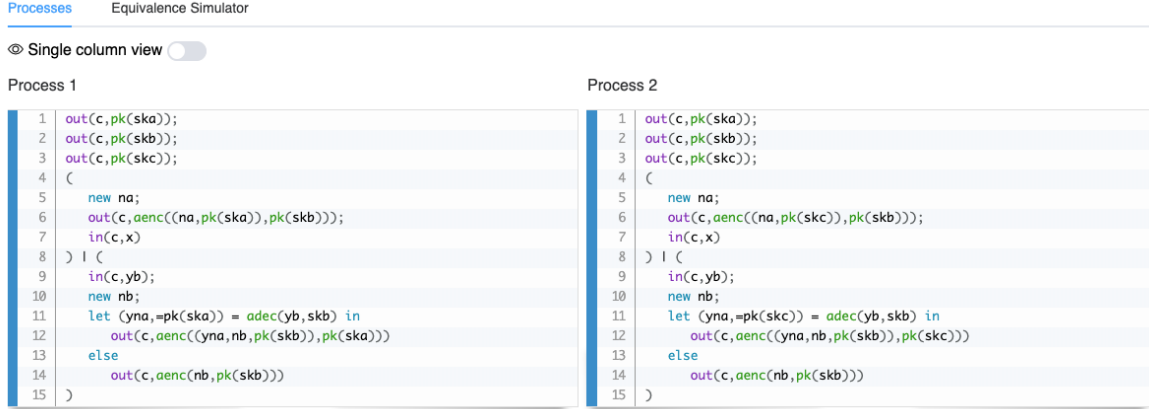 Processes Equivalence Simulator
Single column view
Process 1
1 out(c,pk(ska));
2 out(c,pk(skb));
3 out(c,pk(skc));
4 (
5 new na;
6 out(c,aenc((na,pk(ska)),pk(skb)));
7 in(c,x)
8 ) | (
9 in(c,yb);
10 new nb;
11 let (yna,=pk(ska)) = adec(yb,skb) in
12 out(c,aenc((yna,nb,pk(skb)),pk(ska)))
13 else
14 out(c,aenc(nb,pk(skb)))
15 )
Process 2
1 out(c,pk(ska));
2 out(c,pk(skb));
3 out(c,pk(skc));
4 (
5 new na;
6 out(c,aenc((na,pk(skc)),pk(skb)));
7 in(c,x)
8 ) | (
9 in(c,yb);
10 new nb;
11 let (yna,=pk(skc)) = adec(yb,skb) in
12 out(c,aenc((yna,nb,pk(skb)),pk(skc)))
13 else
14 out(c,aenc(nb,pk(skb)))
15 )